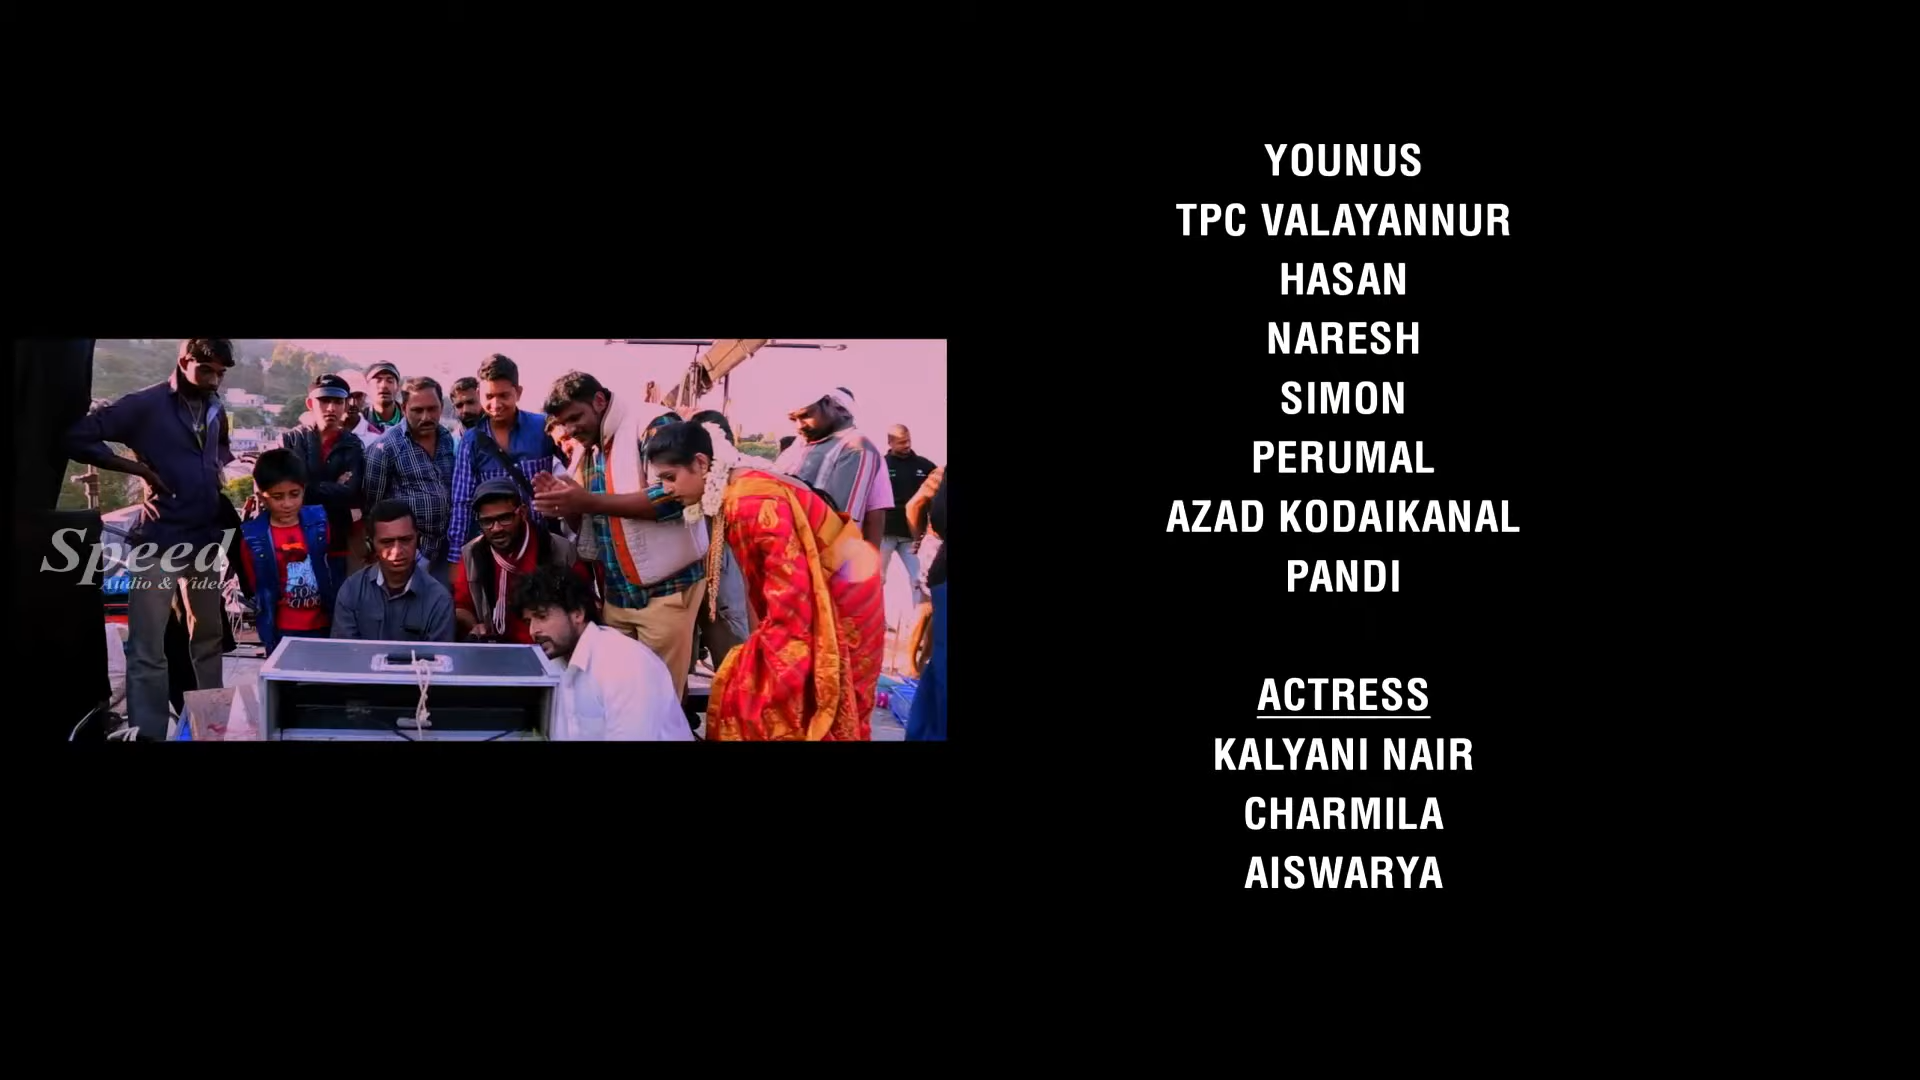 YOUNUS
TPC VALAYANNUR
HASAN
NARESH
SIMON
PERUMAL
AZAD KODAIKANAL
PANDI
ACTRESS
KALYANI NAIR
CHARMILA
AISWARYA
Speed
Audio & Video